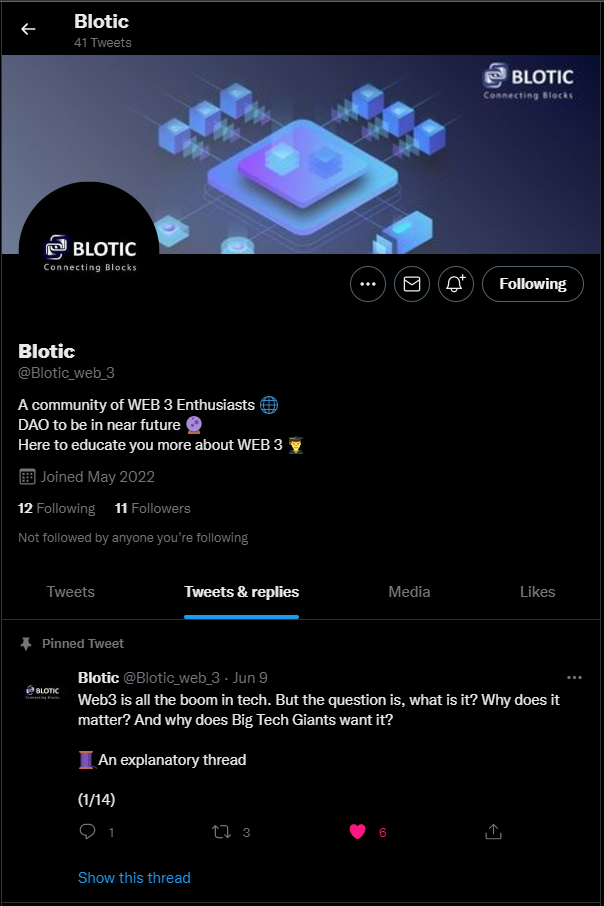 Blotic
41 Tweets
BLOTIC
Connecting Blocks
BLOTIC
Connecting Blocks
Following
Blotic
@Blotic_web_3
A community of WEB 3 Enthusiasts 🌐
DAO to be in near future 🔮
Here to educate you more about WEB 3 👨‍🎓
Joined May 2022
12 Following 11 Followers
Not followed by anyone you're following
Tweets Tweets & replies Media Likes
Pinned Tweet
Blotic @Blotic_web_3 · Jun 9
BLOTIC
Connecting Blocks
Web3 is all the boom in tech. But the question is, what is it? Why does it
matter? And why does Big Tech Giants want it?
🧵 An explanatory thread
(1/14)
1 3 6
Show this thread